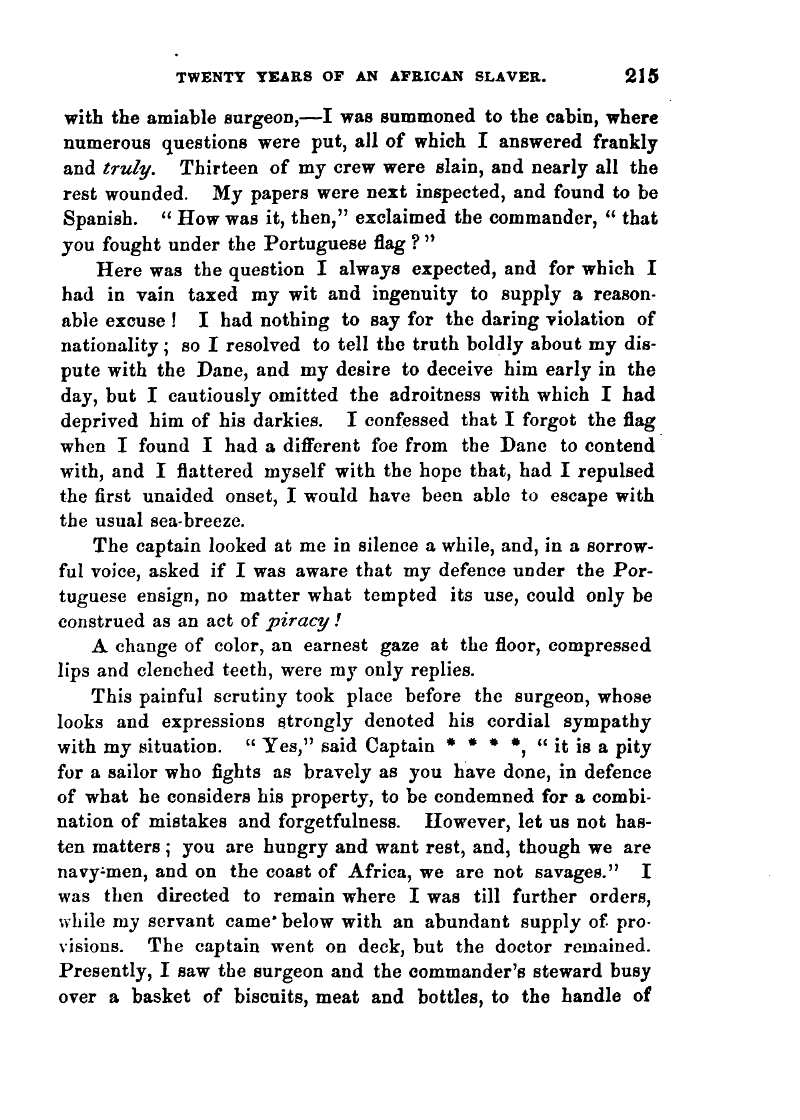 TWENTY YEARS OF AN AFRICAN SLAVER. 215
with the amiable surgeon,—I was summoned to the cabin, where
numerous questions were put, all of which I answered frankly
and truly. Thirteen of my crew were slain, and nearly all the
rest wounded. My papers were next inspected, and found to be
Spanish. “ How was it, then,” exclaimed the commander, “ that
you fought under the Portuguese flag ? ”
Here was the question I always expected, and for which I
had in vain taxed my wit and ingenuity to supply a reason-
able excuse ! I had nothing to say for the daring violation of
nationality ; so I resolved to tell the truth boldly about my dis-
pute with the Dane, and my desire to deceive him early in the
day, but I cautiously omitted the adroitness with which I had
deprived him of his darkies. I confessed that I forgot the flag
when I found I had a different foe from the Dane to contend
with, and I flattered myself with the hope that, had I repulsed
the first unaided onset, I would have been able to escape with
the usual sea-breeze.
The captain looked at me in silence a while, and, in a sorrow-
ful voice, asked if I was aware that my defence under the Por-
tuguese ensign, no matter what tempted its use, could only be
construed as an act of piracy !
A change of color, an earnest gaze at the floor, compressed
lips and clenched teeth, were my only replies.
This painful scrutiny took place before the surgeon, whose
looks and expressions strongly denoted his cordial sympathy
with my situation. “ Yes,” said Captain * * * *, “ it is a pity
for a sailor who fights as bravely as you have done, in defence
of what he considers his property, to be condemned for a combi-
nation of mistakes and forgetfulness. However, let us not has-
ten matters ; you are hungry and want rest, and, though we are
navy-men, and on the coast of Africa, we are not savages.” I
was then directed to remain where I was till further orders,
while my servant came below with an abundant supply of pro-
visions. The captain went on deck, but the doctor remained.
Presently, I saw the surgeon and the commander’s steward busy
over a basket of biscuits, meat and bottles, to the handle of